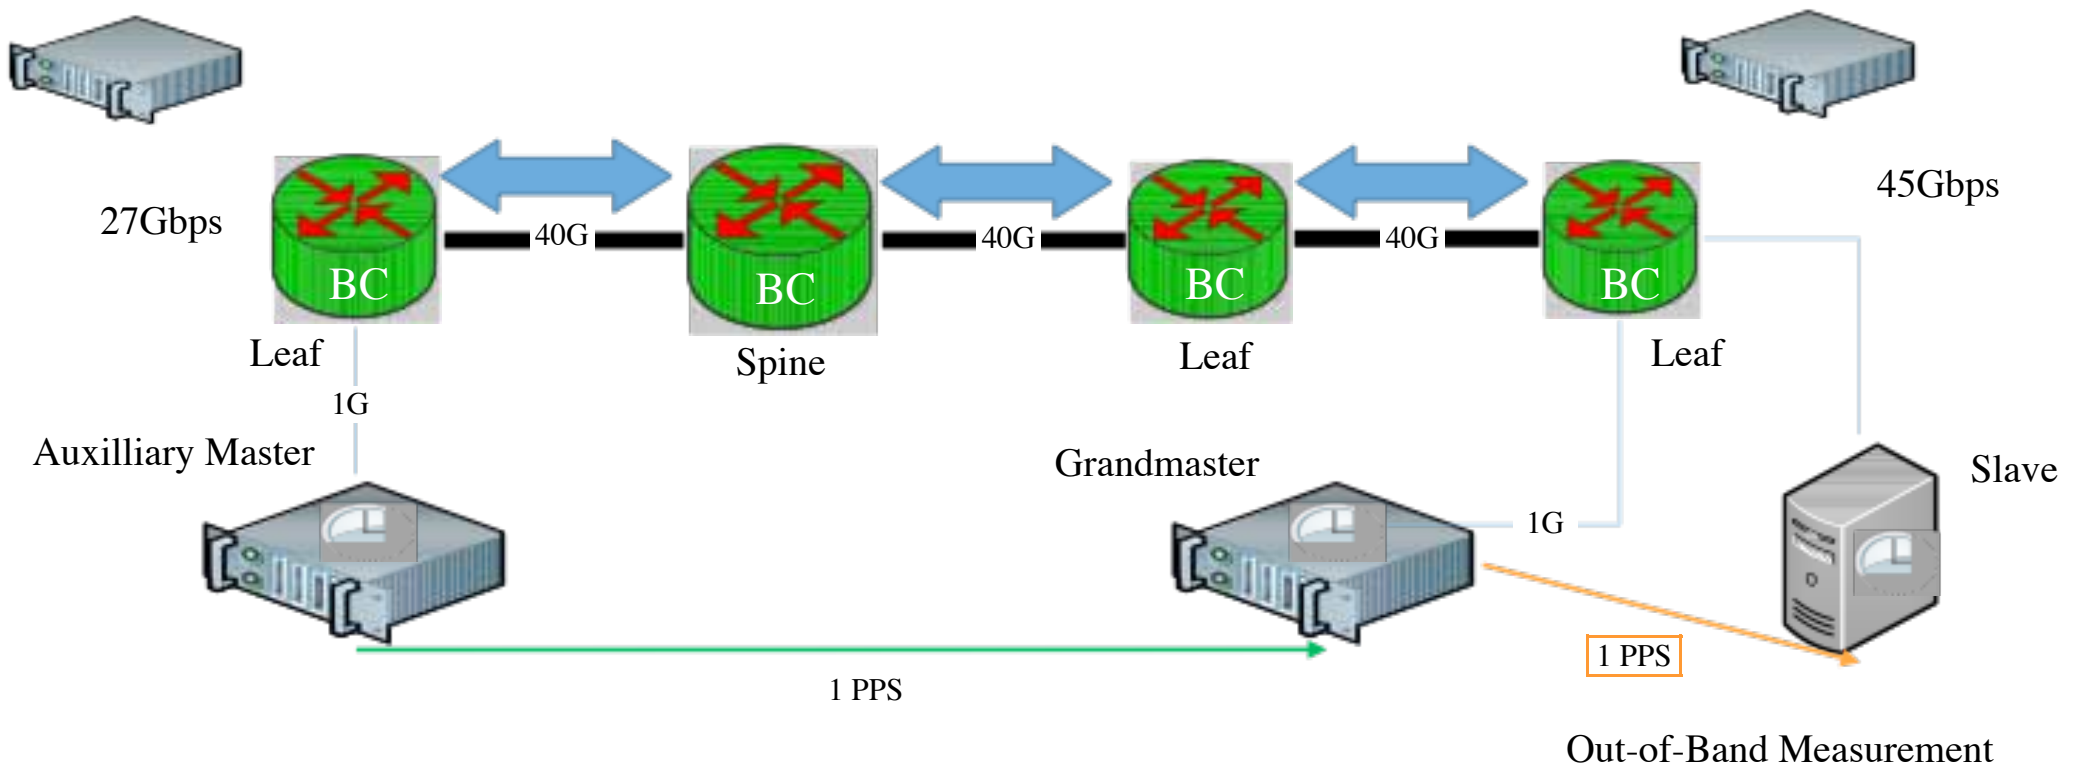 27Gbps
45Gbps
40G
40G
40G
BC
BC
BC
BC
Leaf
Spine
Leaf
Leaf
1G
Auxilliary Master
Grandmaster
Slave
1G
1 PPS
1 PPS
Out-of-Band Measurement